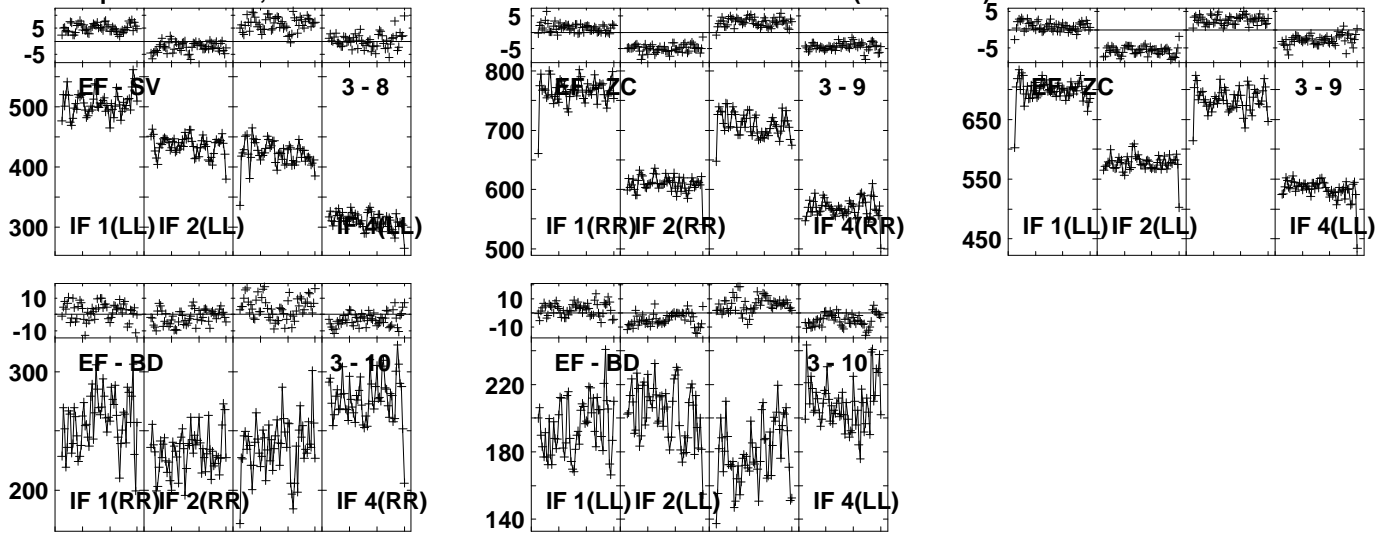 5
-5
500
400
300
EF - SV
3 - 8
IF 1(LL)
IF 2(LL)
IF 4(LL)
5
-5
800
700
600
500
EF - ZC
3 - 9
IF 1(RR)
IF 2(RR)
IF 4(RR)
5
-5
650
550
450
EF - ZC
3 - 9
IF 1(LL)
IF 2(LL)
IF 4(LL)
10
-10
300
200
EF - BD
3 - 10
IF 1(RR)
IF 2(RR)
IF 4(RR)
10
-10
220
180
140
EF - BD
3 - 10
IF 1(LL)
IF 2(LL)
IF 4(LL)